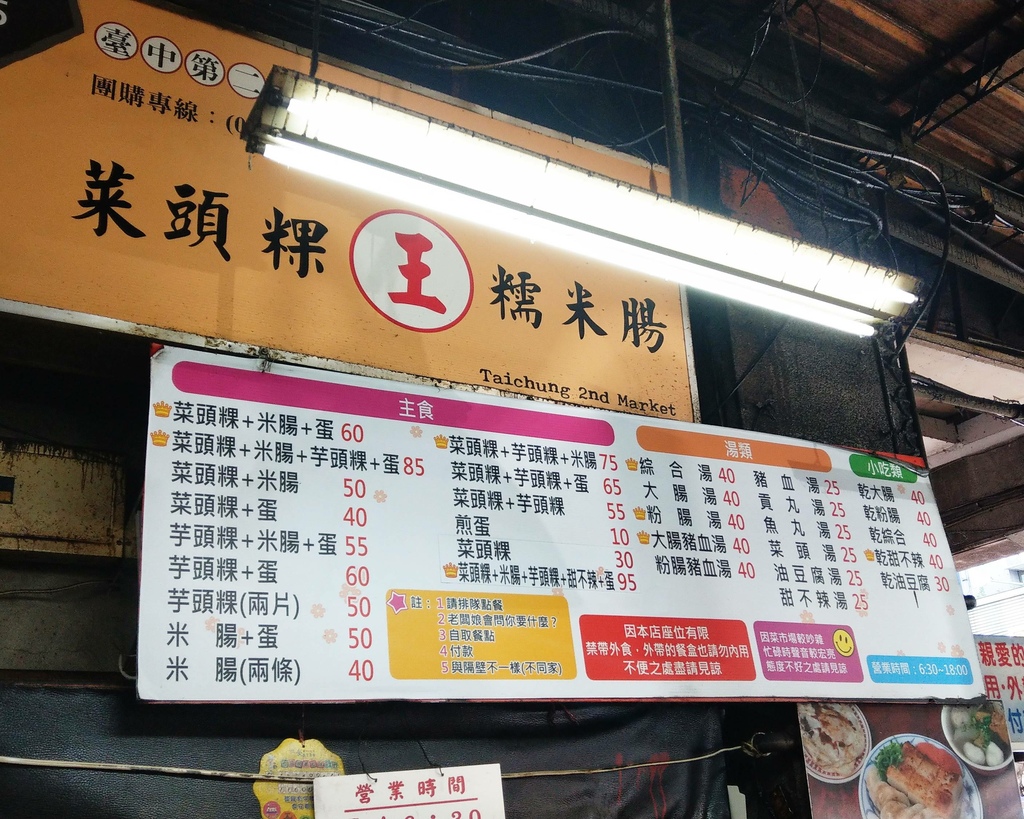 臺中第二
團購專線：(0
菜頭粿 王 糯米腸
Taichung 2nd Market
主食
菜頭粿+米腸+蛋 60
菜頭粿+米腸+芋頭粿+蛋 85
菜頭粿+米腸 50
菜頭粿+蛋 40
芋頭粿+米腸+蛋 55
芋頭粿+蛋 60
芋頭粿(兩片) 50
米 腸+蛋 50
米 腸(兩條) 40
菜頭粿+芋頭粿+米腸 75
菜頭粿+芋頭粿+蛋 65
菜頭粿+芋頭粿 55
煎蛋 10
菜頭粿 30
菜頭粿+米腸+芋頭粿+甜不辣+蛋 95
註：1 請排隊點餐
2 老闆娘會問你要什麼？
3 自取餐點
4 付款
5 與隔壁不一樣(不同家)
湯類
綜合湯 40
大腸湯 40
粉腸湯 40
大腸豬血湯 40
粉腸豬血湯 40
豬血湯 25
貢丸湯 25
魚丸湯 25
菜頭湯 25
油豆腐湯 25
甜不辣湯 25
小吃類
乾大腸 40
乾粉腸 40
乾綜合 40
乾甜不辣 40
乾油豆腐 30
因本店座位有限
禁帶外食，外帶的餐盒也請勿內用
不便之處盡請見諒
因菜市場較吵雜
忙碌時聲音較宏亮
態度不好之處請見諒
營業時間：6:30~18:00
營業時間
親愛的
用·外
付